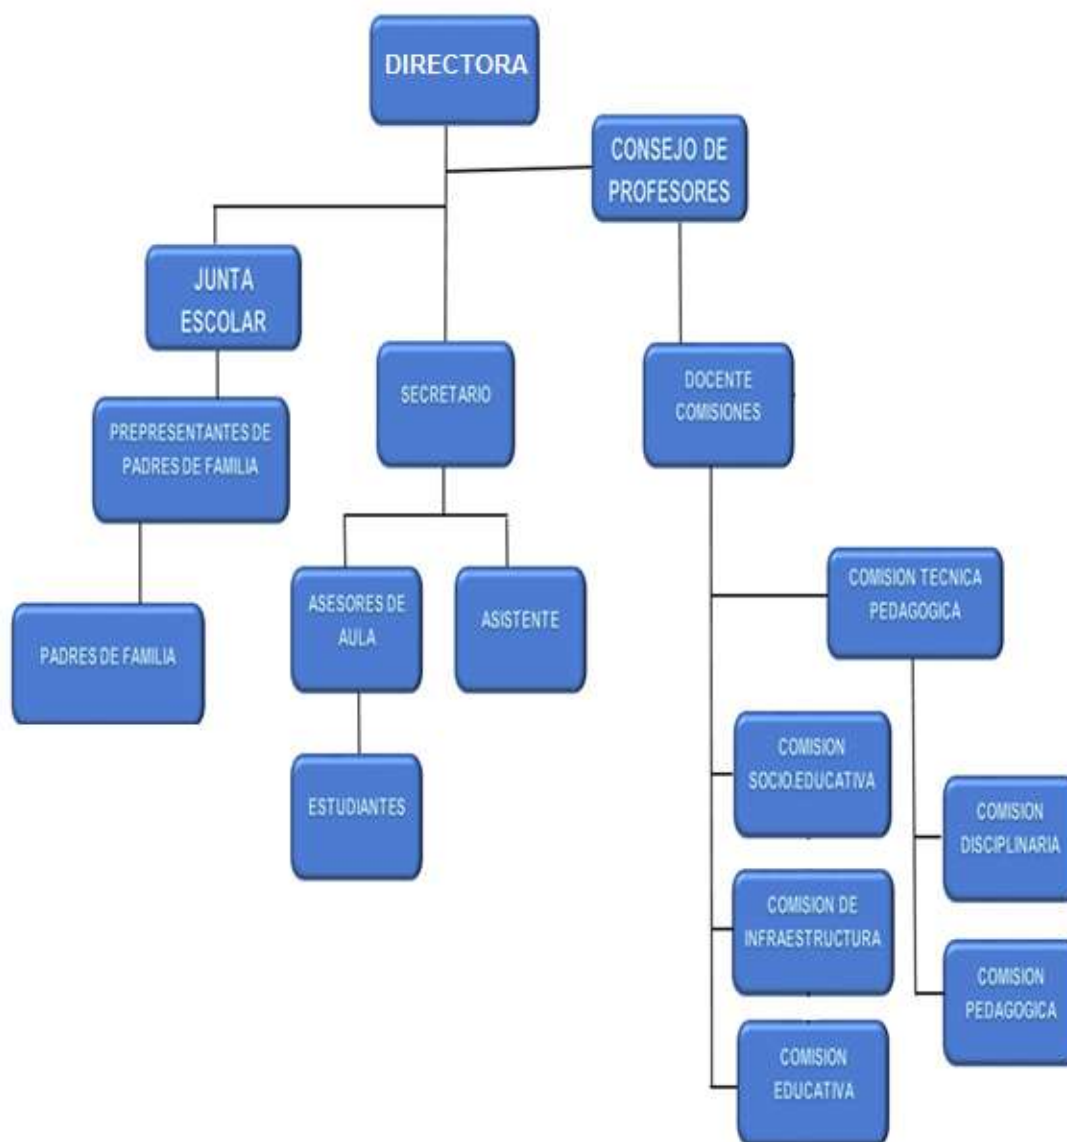 DIRECTORA
CONSEJO DE
PROFESORES
JUNTA
ESCOLAR
SECRETARIO
DOCENTE
COMISIONES
PREPRESENTANTES DE
PADRES DE FAMILIA
PADRES DE FAMILIA
ASESORES DE
AULA
ASISTENTE
ESTUDIANTES
COMISION TECNICA
PEDAGOGICA
COMISION
SOCIO.EDUCATIVA
COMISION
DISCIPLINARIA
COMISION DE
INFRAESTRUCTURA
COMISION
PEDAGOGICA
COMISION
EDUCATIVA